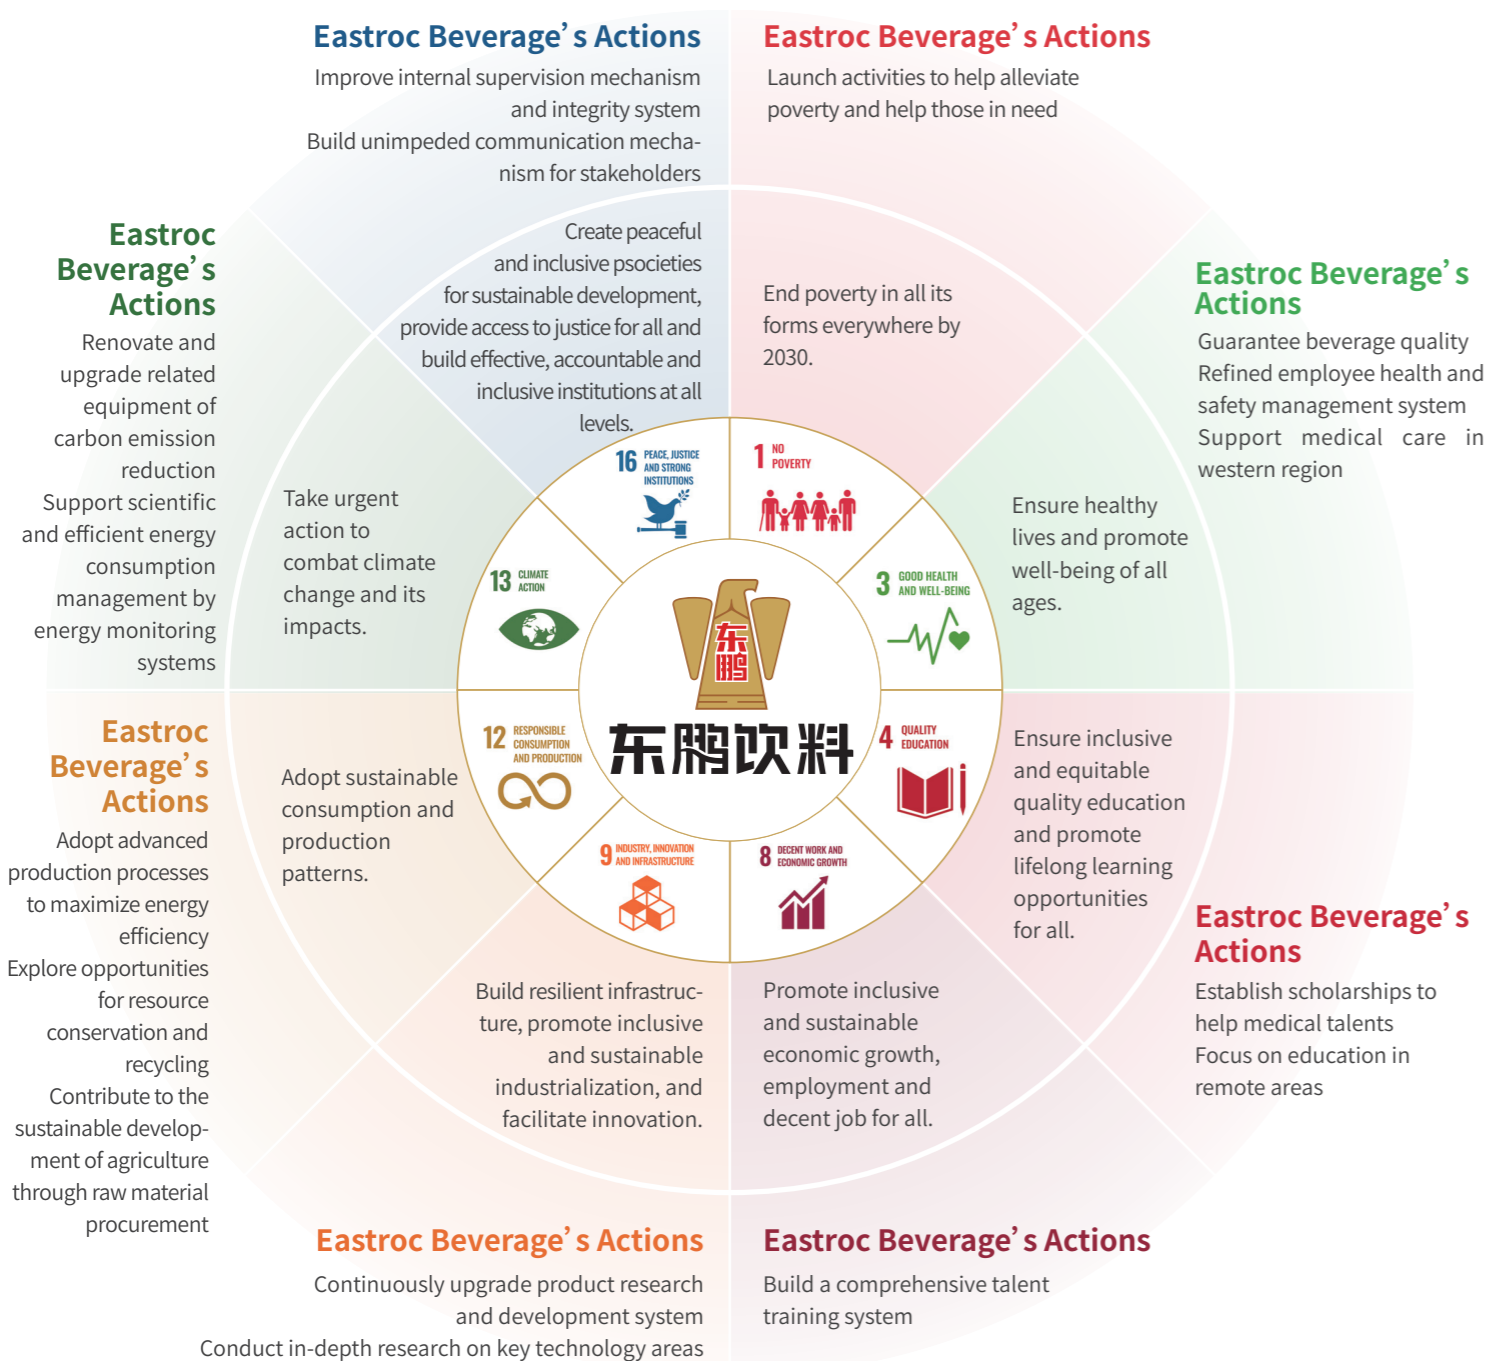 Eastroc Beverage’s Actions
Improve internal supervision mechanism
and integrity system
Build unimpeded communication mecha-
nism for stakeholders
Create peaceful
and inclusive psocieties
for sustainable development,
provide access to justice for all and
build effective, accountable and
inclusive institutions at all
levels.
16 PEACE, JUSTICE
AND STRONG
INSTITUTIONS
Eastroc Beverage’s Actions
Launch activities to help alleviate
poverty and help those in need
End poverty in all its
forms everywhere by
2030.
1 NO
POVERTY
Eastroc Beverage’s
Actions
Guarantee beverage quality
Refined employee health and
safety management system
Support medical care in
western region
Ensure healthy
lives and promote
well-being of all
ages.
3 GOOD HEALTH
AND WELL-BEING
Eastroc Beverage’s
Actions
Establish scholarships to
help medical talents
Focus on education in
remote areas
Ensure inclusive
and equitable
quality education
and promote
lifelong learning
opportunities
for all.
4 QUALITY
EDUCATION
8 DECENT WORK AND
ECONOMIC GROWTH
Promote inclusive
and sustainable
economic growth,
employment and
decent job for all.
Eastroc Beverage’s Actions
Build a comprehensive talent
training system
9 INDUSTRY, INNOVATION
AND INFRASTRUCTURE
Build resilient infrastruc-
ture, promote inclusive
and sustainable
industrialization, and
facilitate innovation.
Eastroc Beverage’s Actions
Continuously upgrade product research
and development system
Conduct in-depth research on key technology areas
12 RESPONSIBLE
CONSUMPTION
AND PRODUCTION
Adopt sustainable
consumption and
production
patterns.
Eastroc
Beverage’s
Actions
Adopt advanced
production processes
to maximize energy
efficiency
Explore opportunities
for resource
conservation and
recycling
Contribute to the
sustainable develop-
ment of agriculture
through raw material
procurement
13 CLIMATE
ACTION
Take urgent
action to
combat climate
change and its
impacts.
Eastroc
Beverage’s
Actions
Renovate and
upgrade related
equipment of
carbon emission
reduction
Support scientific
and efficient energy
consumption
management by
energy monitoring
systems
东
鹏
东鹏饮料